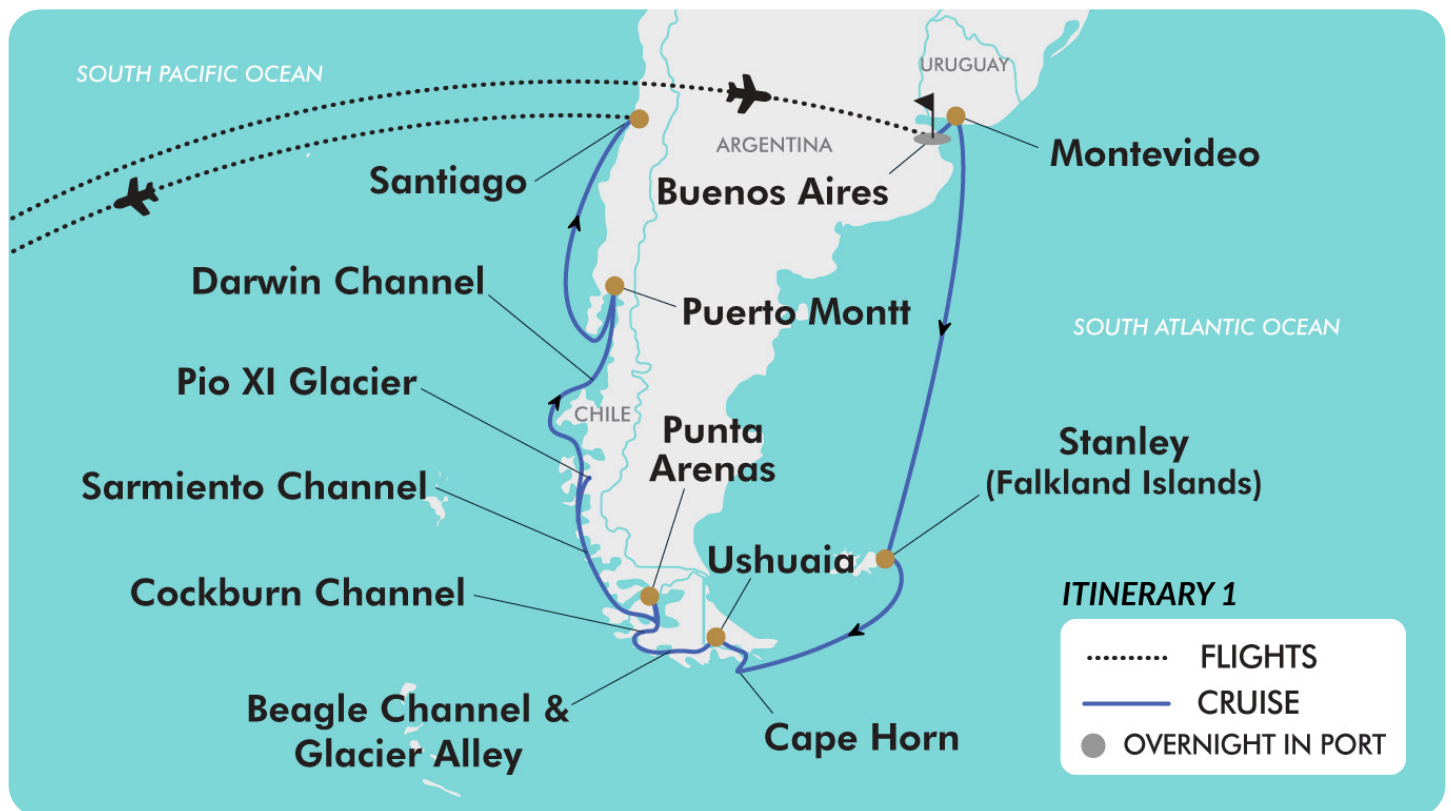 SOUTH PACIFIC OCEAN
URUGUAY
ARGENTINA
Montevideo
Santiago
Buenos Aires
Darwin Channel
Puerto Montt
SOUTH ATLANTIC OCEAN
Pio XI Glacier
CHILE
Punta
Arenas
Stanley
(Falkland Islands)
Sarmiento Channel
Ushuaia
Cockburn Channel
ITINERARY 1
FLIGHTS
CRUISE
OVERNIGHT IN PORT
Beagle Channel &
Glacier Alley
Cape Horn